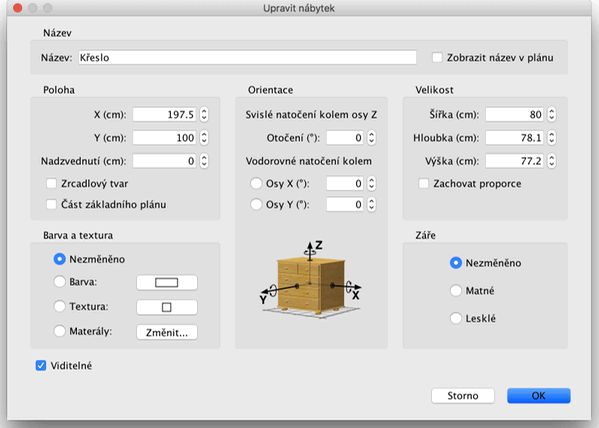 Upravit nábytek
Název
Název: Křeslo
Zobrazit název v plánu
Poloha
X (cm): 197.5
Y (cm): 100
Nadzvednutí (cm): 0
Zrcadlový tvar
Část základního plánu
Orientace
Svislé natočení kolem osy Z
Otočení (°): 0
Vodorovné natočení kolem
Osy X (°): 0
Osy Y (°): 0
Velikost
Šířka (cm): 80
Hloubka (cm): 78.1
Výška (cm): 77.2
Zachovat proporce
Barva a textura
Nezměněno
Barva:
Textura:
Materály: Změnit...
Z
Y
X
Záře
Nezměněno
Matné
Lesklé
Viditelné
Storno
OK